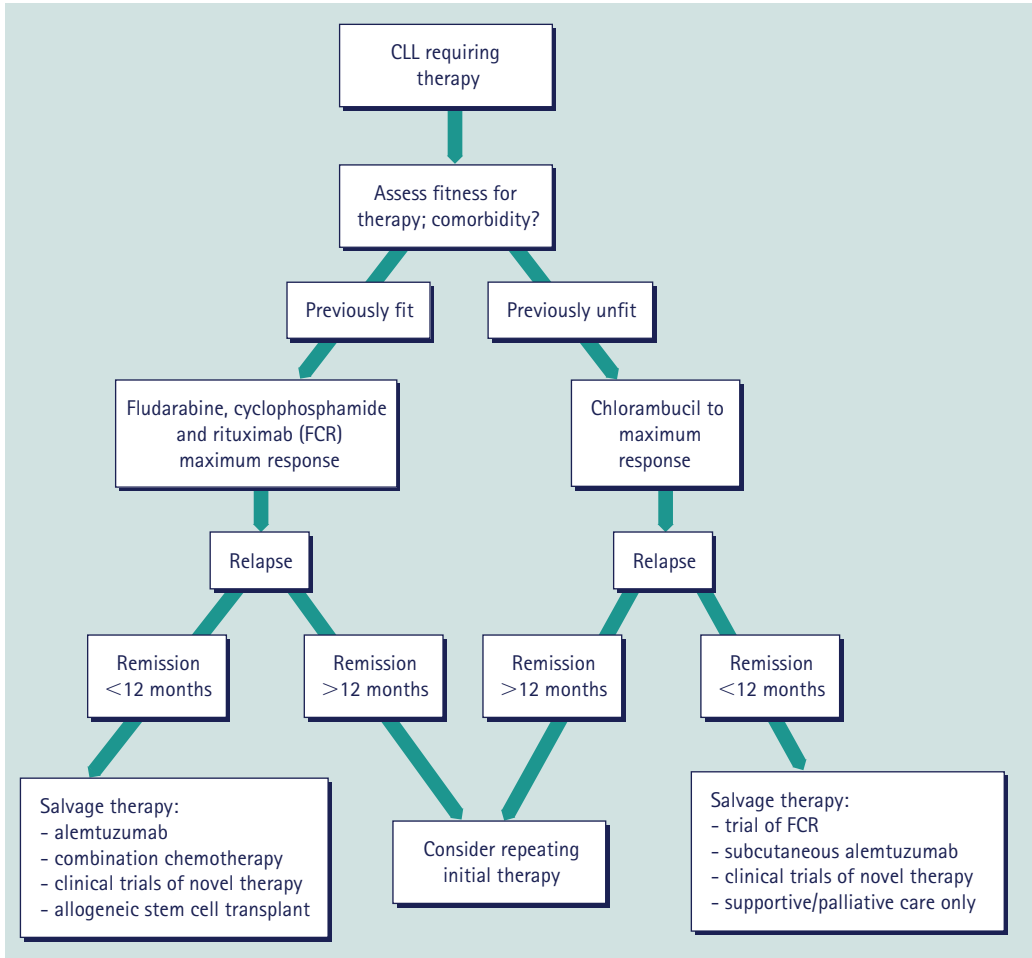 CLL requiring
therapy
Assess fitness for
therapy; comorbidity?
Previously fit
Previously unfit
Fludarabine, cyclophosphamide
and rituximab (FCR)
maximum response
Chlorambucil to
maximum
response
Relapse
Relapse
Remission
<12 months
Remission
>12 months
Remission
>12 months
Remission
<12 months
Salvage therapy:
- alemtuzumab
- combination chemotherapy
- clinical trials of novel therapy
- allogeneic stem cell transplant
Consider repeating
initial therapy
Salvage therapy:
- trial of FCR
- subcutaneous alemtuzumab
- clinical trials of novel therapy
- supportive/palliative care only